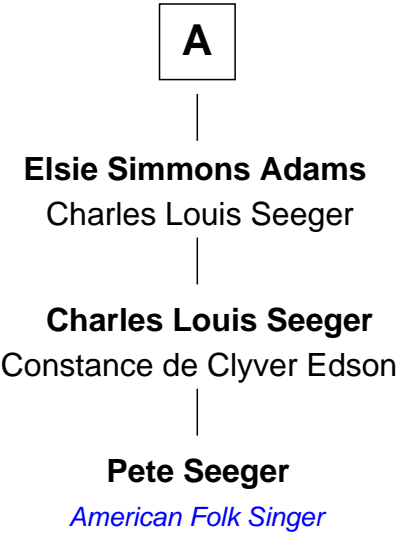 A
Elsie Simmons Adams
Charles Louis Seeger
Charles Louis Seeger
Constance de Clyver Edson
Pete Seeger
American Folk Singer